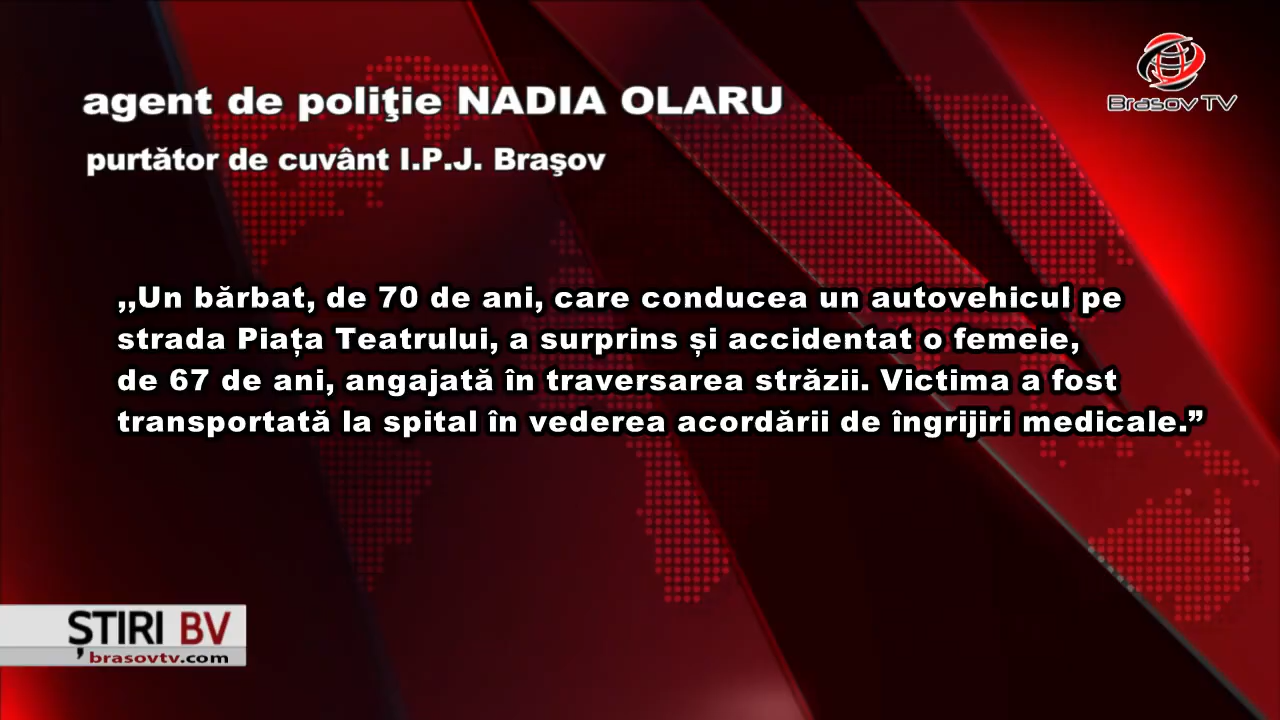 Brasov TV
agent de poliţie NADIA OLARU
purtător de cuvânt I.P.J. Braşov
,,Un bărbat, de 70 de ani, care conducea un autovehicul pe
strada Piața Teatrului, a surprins și accidentat o femeie,
de 67 de ani, angajată în traversarea străzii. Victima a fost
transportată la spital în vederea acordării de îngrijiri medicale.”
ȘTIRI BV
brasovtv.com